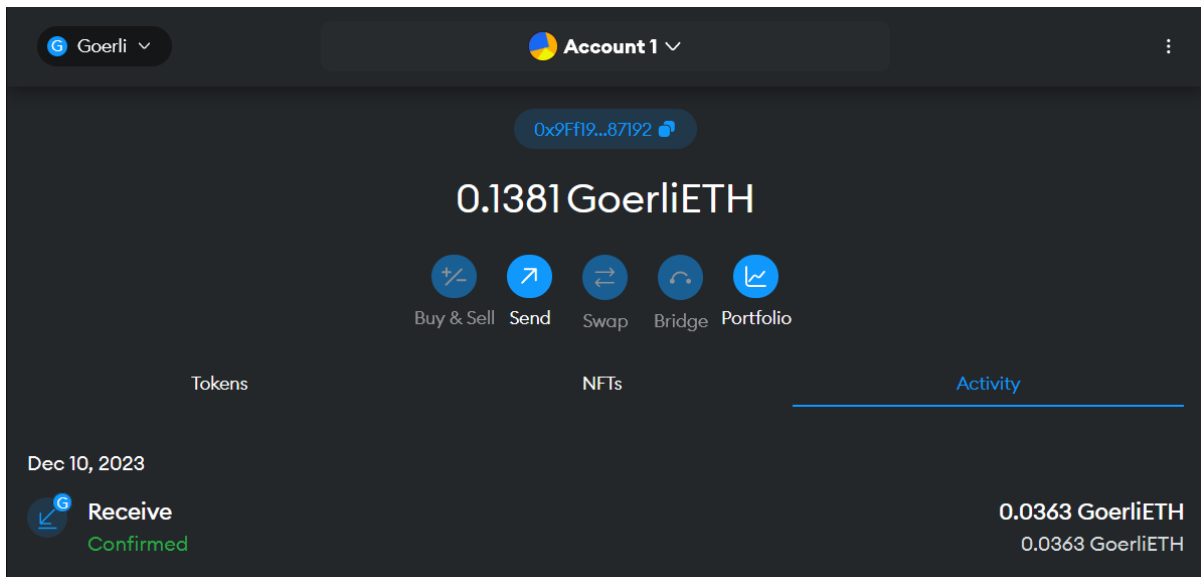 G Goerli
Account 1
0x9Ff19...87192
0.1381 GoerliETH
Buy & Sell Send Swap Bridge Portfolio
Tokens NFTs Activity
Dec 10, 2023
G
Receive 0.0363 GoerliETH
Confirmed 0.0363 GoerliETH